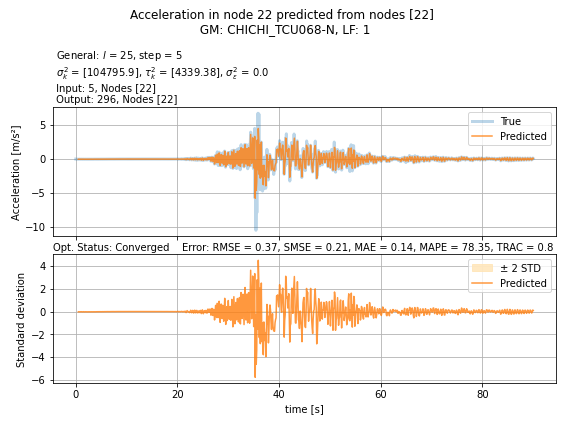 Acceleration in node 22 predicted from nodes [22]
GM: CHICHI_TCU068-N, LF: 1
General: l = 25, step = 5
σ²ₖ = [104795.9], τ²ₖ = [4339.38], σ²_ε = 0.0
Input: 5, Nodes [22]
Output: 296, Nodes [22]
5
0
−5
−10
Acceleration [m/s²]
True
Predicted
Opt. Status: Converged Error: RMSE = 0.37, SMSE = 0.21, MAE = 0.14, MAPE = 78.35, TRAC = 0.8
4
2
0
−2
−4
−6
Standard deviation
± 2 STD
Predicted
0 20 40 60 80
time [s]